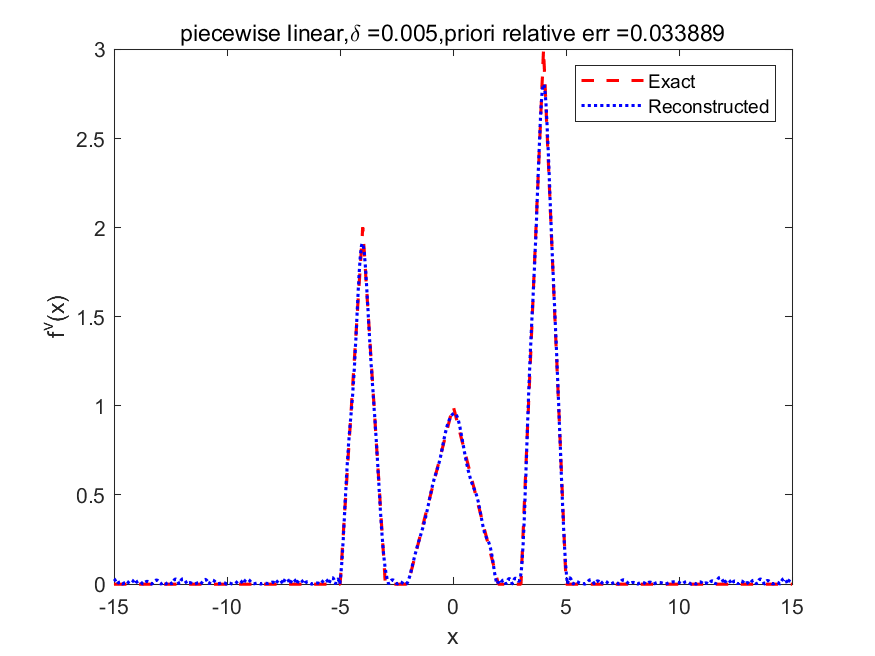 piecewise linear,δ =0.005,priori relative err =0.033889
3
2.5
2
1.5
1
0.5
0
-15
-10
-5
0
5
10
15
x
fᵛ(x)
Exact
Reconstructed